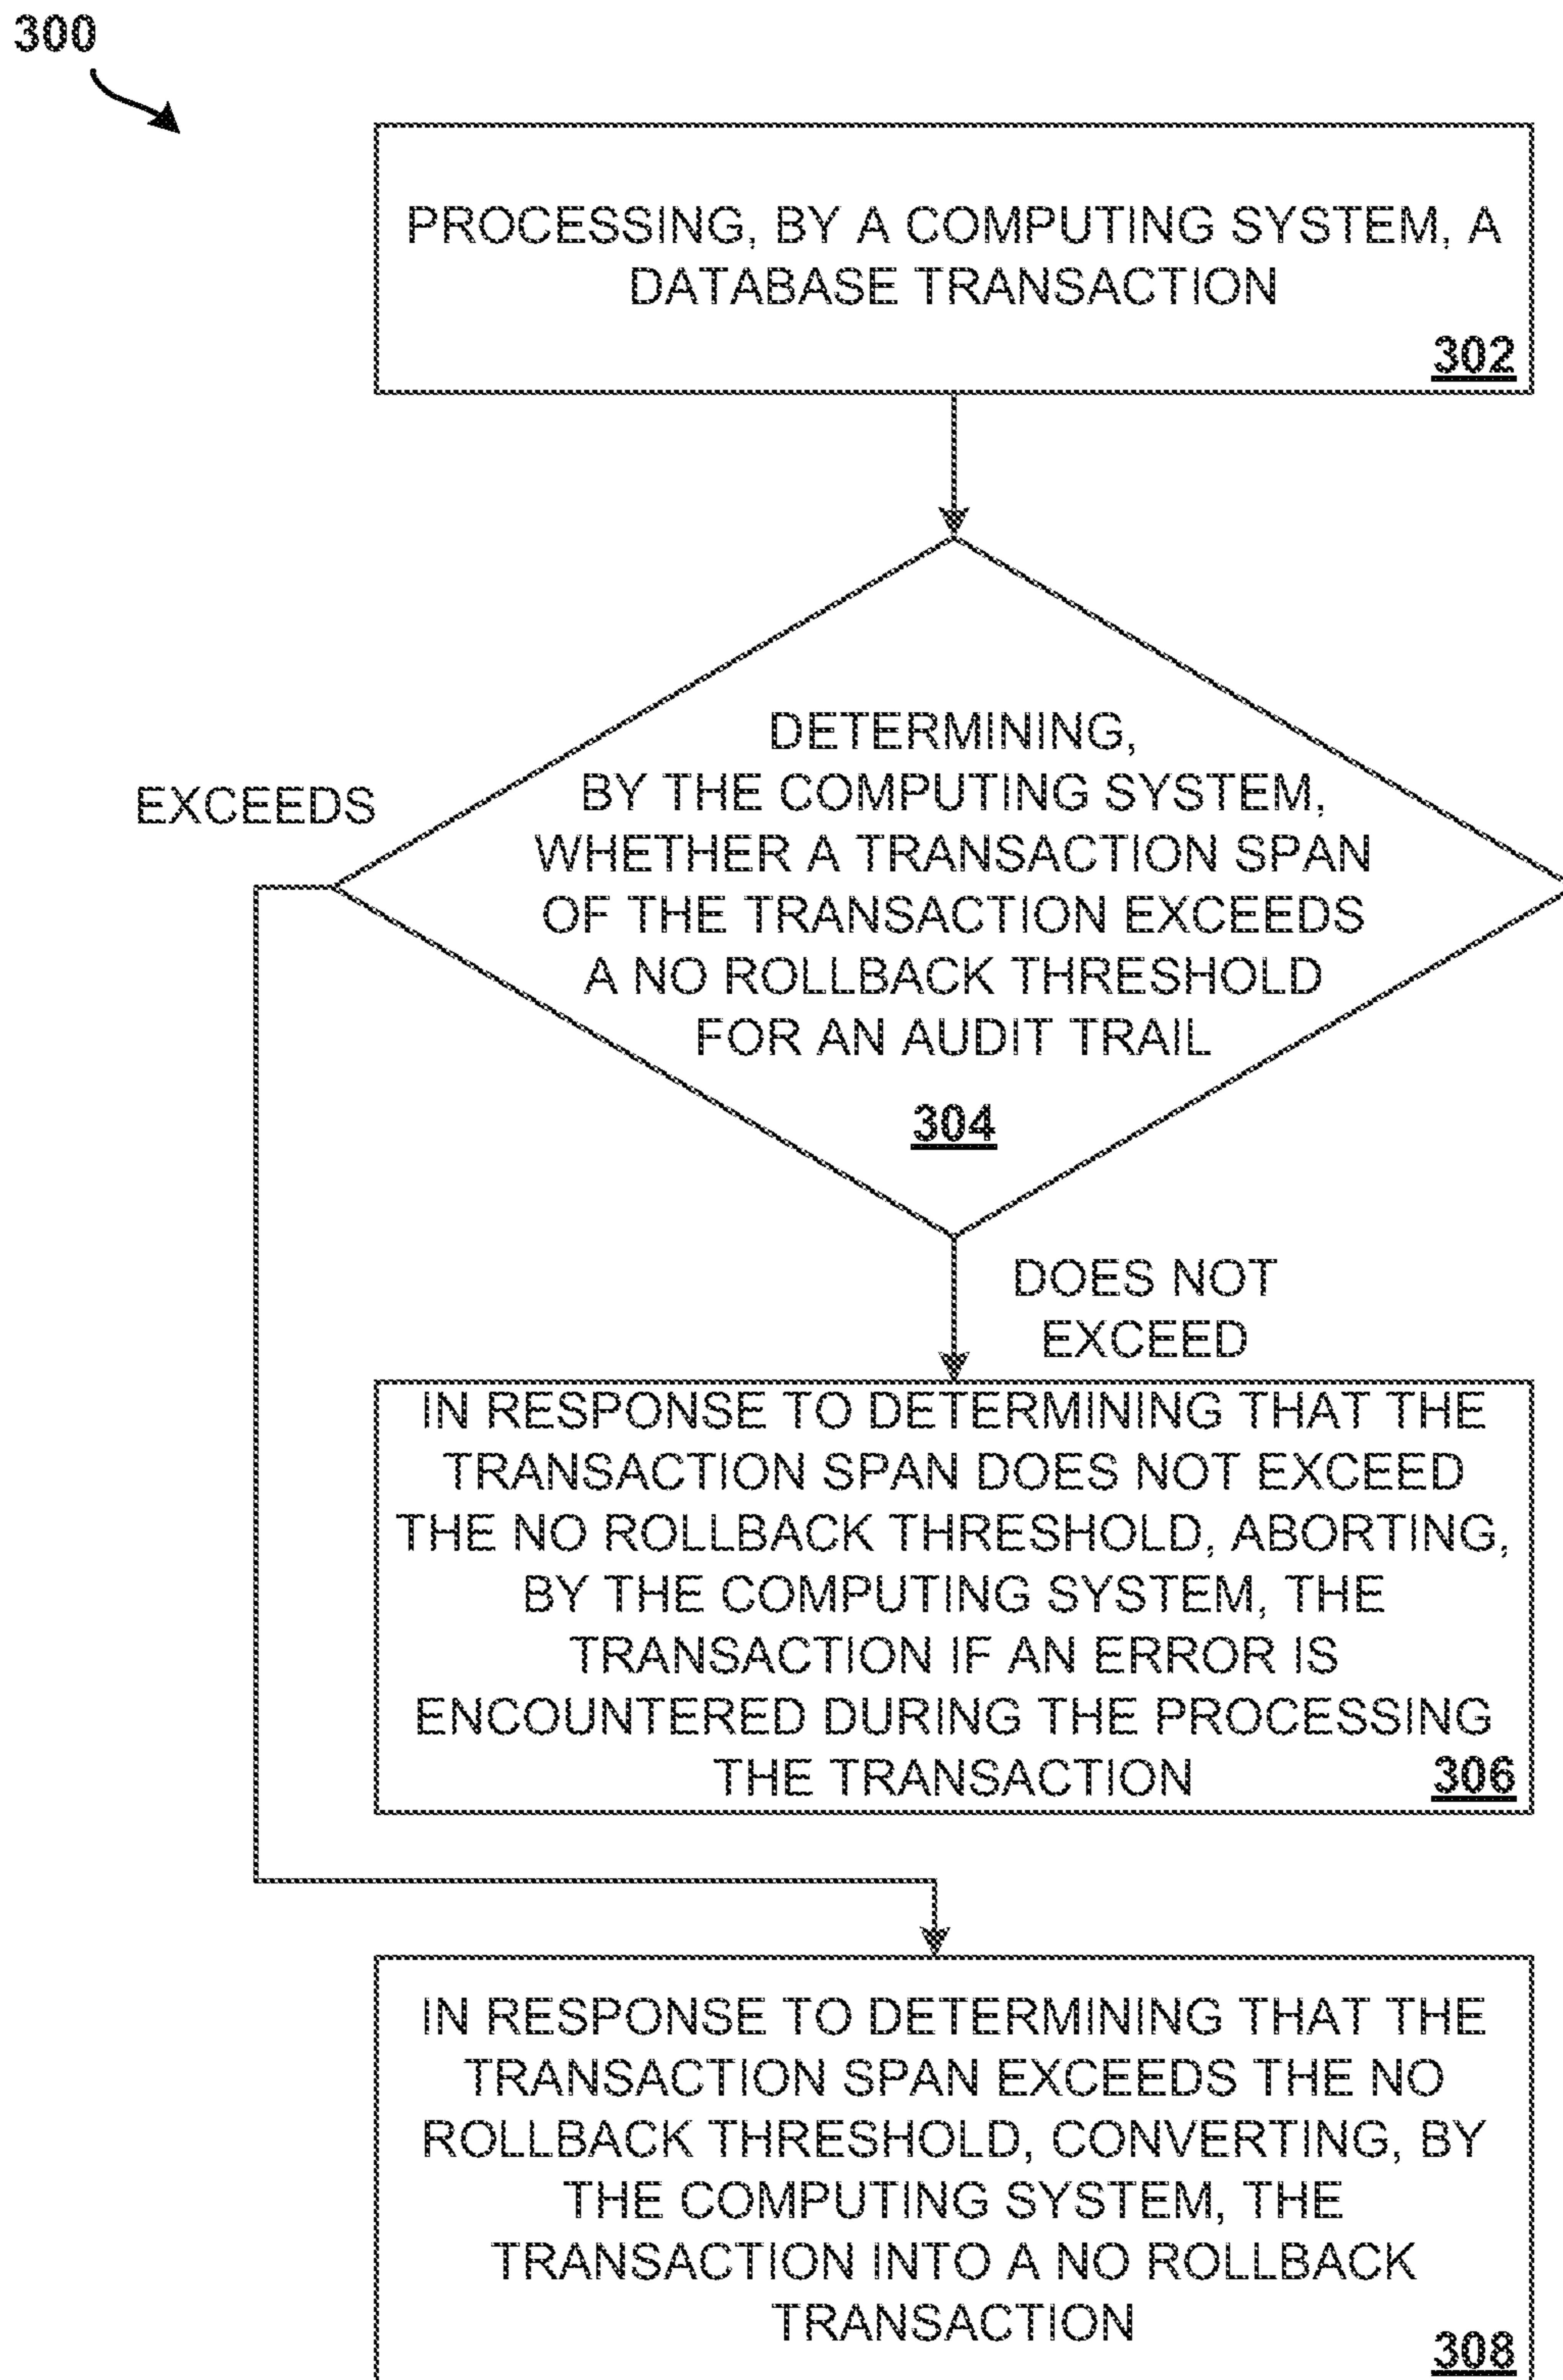 300
PROCESSING, BY A COMPUTING SYSTEM, A
DATABASE TRANSACTION
302
DETERMINING,
BY THE COMPUTING SYSTEM,
WHETHER A TRANSACTION SPAN
OF THE TRANSACTION EXCEEDS
A NO ROLLBACK THRESHOLD
FOR AN AUDIT TRAIL
304
EXCEEDS
DOES NOT
EXCEED
IN RESPONSE TO DETERMINING THAT THE
TRANSACTION SPAN DOES NOT EXCEED
THE NO ROLLBACK THRESHOLD, ABORTING,
BY THE COMPUTING SYSTEM, THE
TRANSACTION IF AN ERROR IS
ENCOUNTERED DURING THE PROCESSING
THE TRANSACTION
306
IN RESPONSE TO DETERMINING THAT THE
TRANSACTION SPAN EXCEEDS THE NO
ROLLBACK THRESHOLD, CONVERTING, BY
THE COMPUTING SYSTEM, THE
TRANSACTION INTO A NO ROLLBACK
TRANSACTION
308